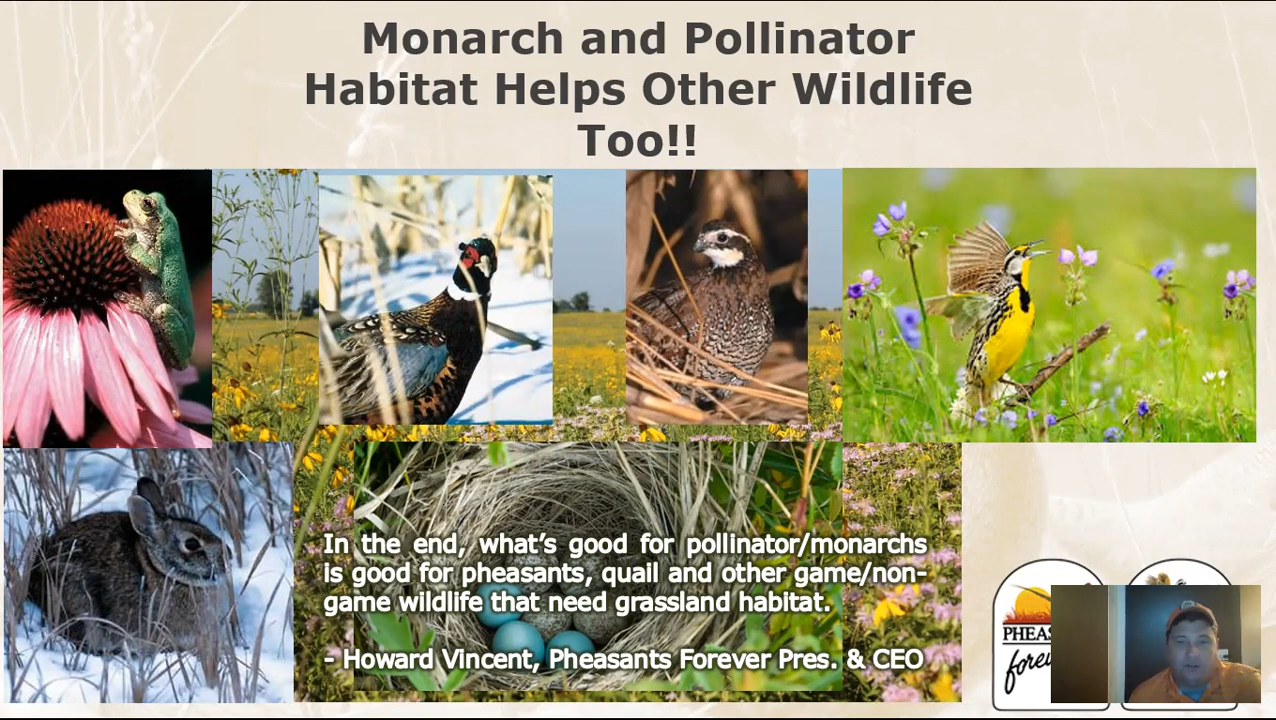 Monarch and Pollinator
Habitat Helps Other Wildlife
Too!!
In the end, what’s good for pollinator/monarchs
is good for pheasants, quail and other game/non-
game wildlife that need grassland habitat.
- Howard Vincent, Pheasants Forever Pres. & CEO